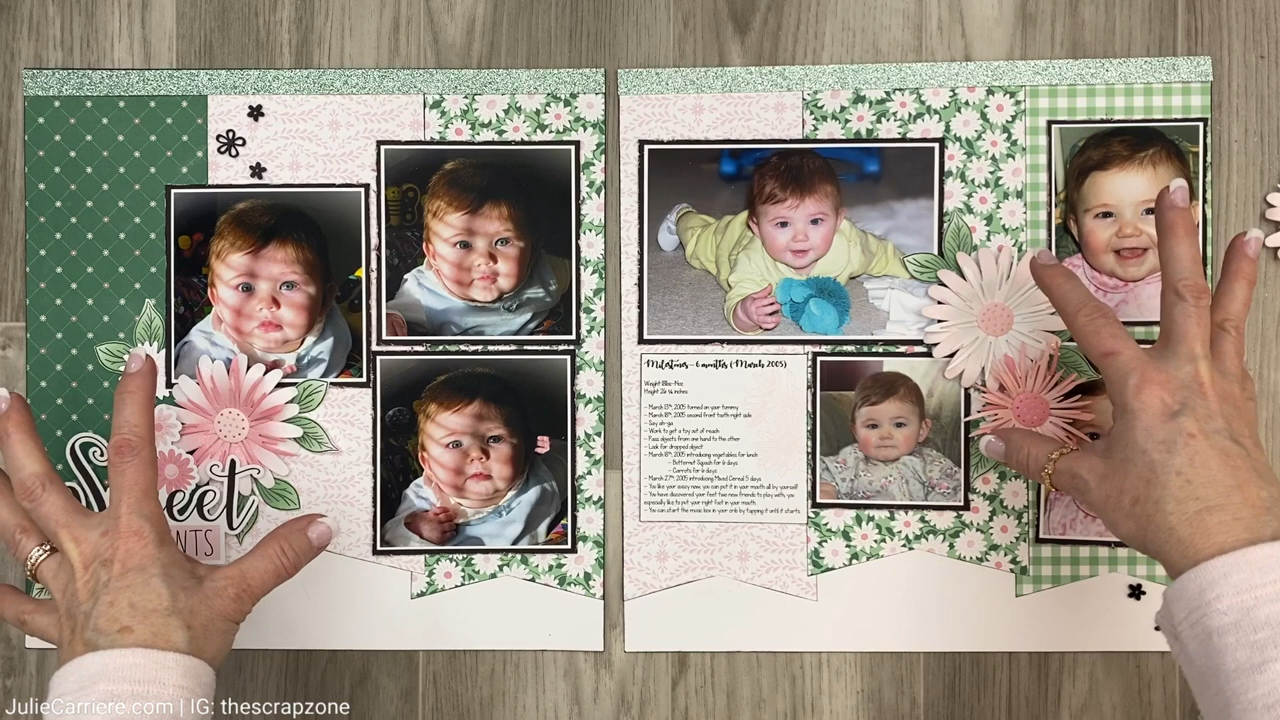 Sweet
NTS
Milestones - 6 months (March 2005)
Height 26 ¼ inches
- March 13th, 2005 turned on your tummy
- March 18th, 2005 second front tooth right side
- Say ah-ga
- Work to get a toy out of reach
- Pass objects from one hand to the other
- Look for dropped object
- March 18th, 2005 introducing vegetables for lunch
- Butternut Squash for 6 days
- Carrots for 6 days
- March 27th, 2005 introducing Mixed Cereal 5 days
- You like your suzy now, you can put it in your mouth all by yourself
- You have discovered your feet two new friends to play with, you
especially like to put your right foot in your mouth.
- You can start the music box in your crib by tapping it until it starts.
JulieCarriere.com | IG: thescrapzone